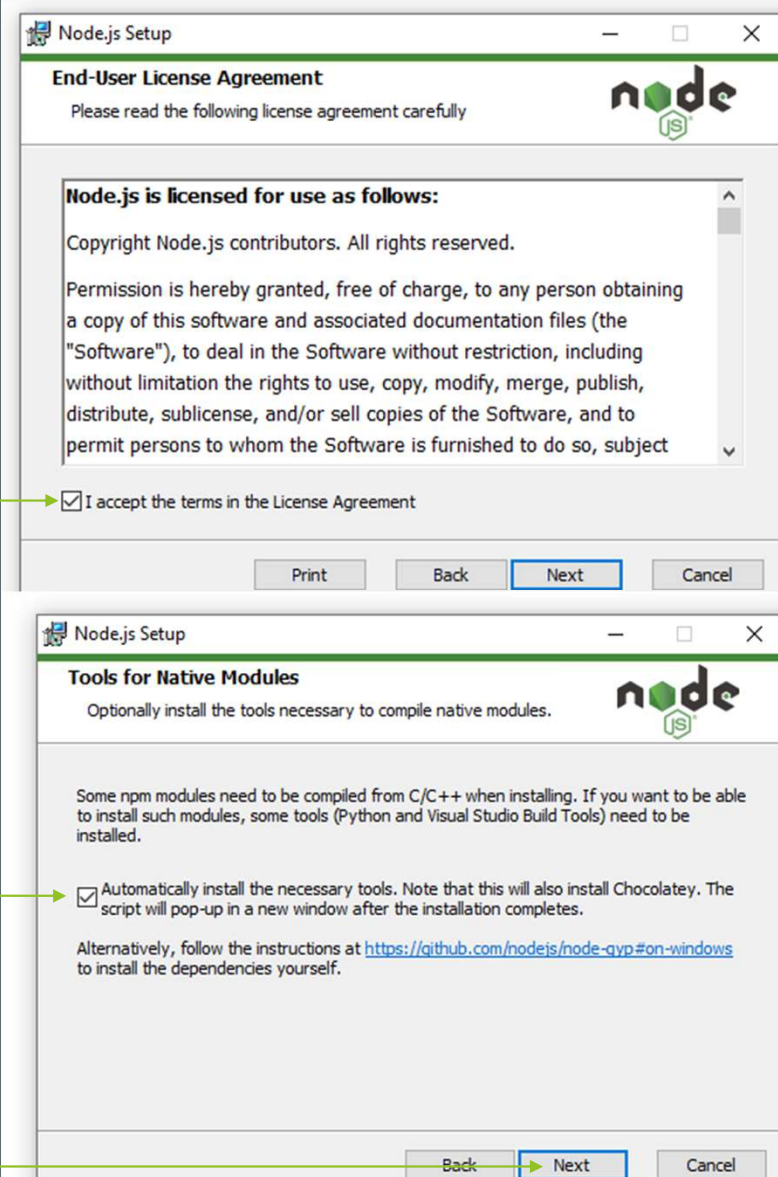 Node.js Setup
End-User License Agreement
Please read the following license agreement carefully
node
JS
Node.js is licensed for use as follows:
Copyright Node.js contributors. All rights reserved.
Permission is hereby granted, free of charge, to any person obtaining
a copy of this software and associated documentation files (the
"Software"), to deal in the Software without restriction, including
without limitation the rights to use, copy, modify, merge, publish,
distribute, sublicense, and/or sell copies of the Software, and to
permit persons to whom the Software is furnished to do so, subject
I accept the terms in the License Agreement
Print Back Next Cancel
Node.js Setup
Tools for Native Modules
Optionally install the tools necessary to compile native modules.
node
JS
Some npm modules need to be compiled from C/C++ when installing. If you want to be able
to install such modules, some tools (Python and Visual Studio Build Tools) need to be
installed.
Automatically install the necessary tools. Note that this will also install Chocolatey. The
script will pop-up in a new window after the installation completes.
Alternatively, follow the instructions at https://github.com/nodejs/node-gyp#on-windows
to install the dependencies yourself.
Back Next Cancel